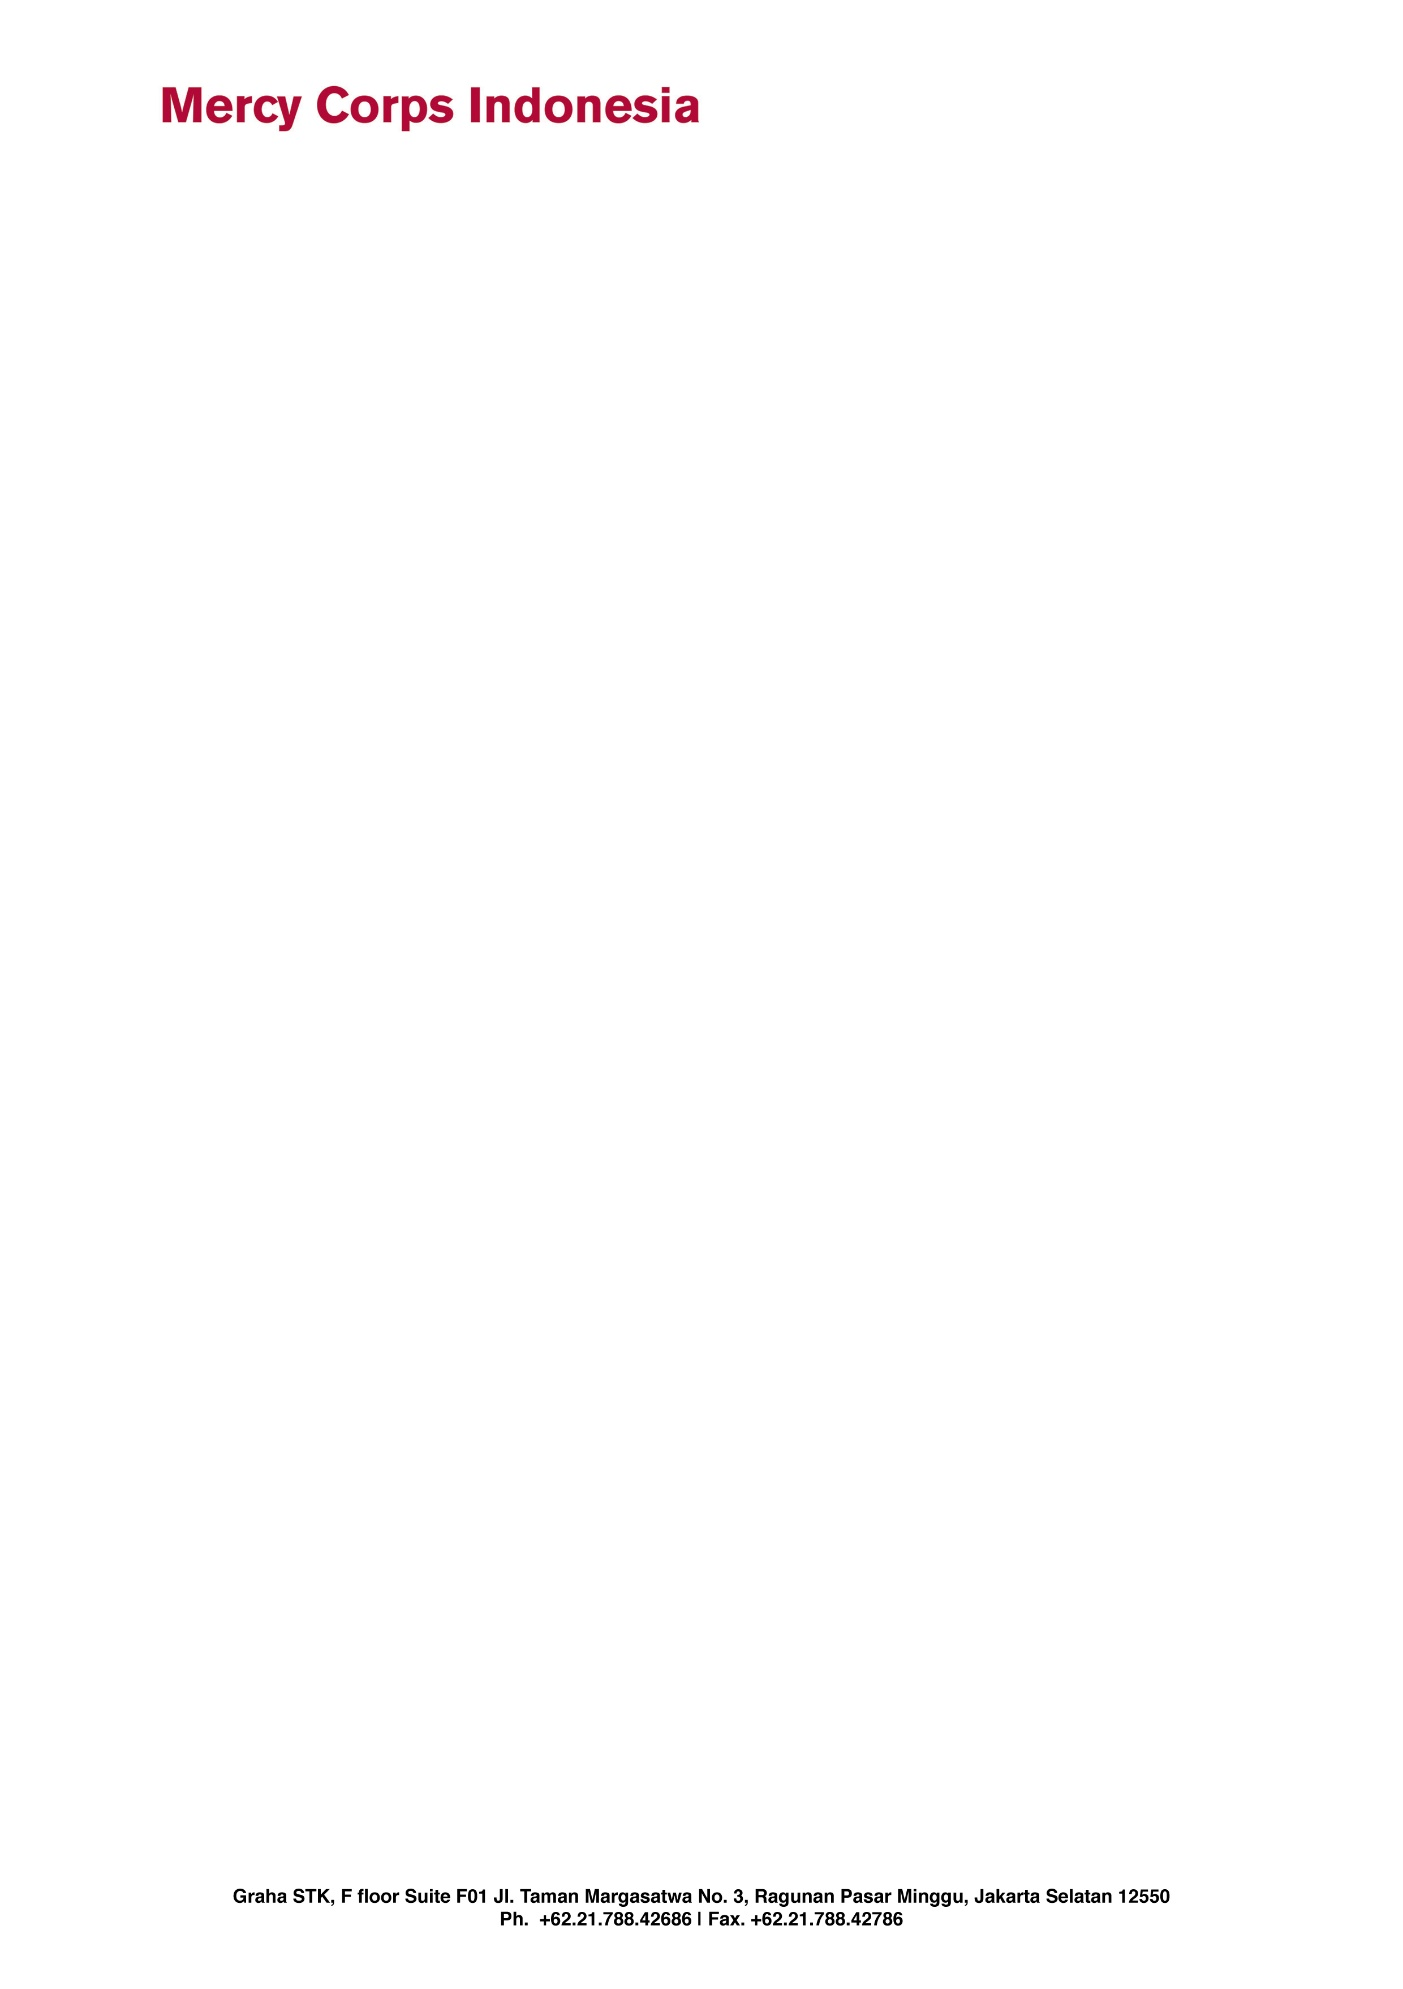 Mercy Corps Indonesia
Graha STK, F floor Suite F01 Jl. Taman Margasatwa No. 3, Ragunan Pasar Minggu, Jakarta Selatan 12550
Ph.  +62.21.788.42686 | Fax. +62.21.788.42786